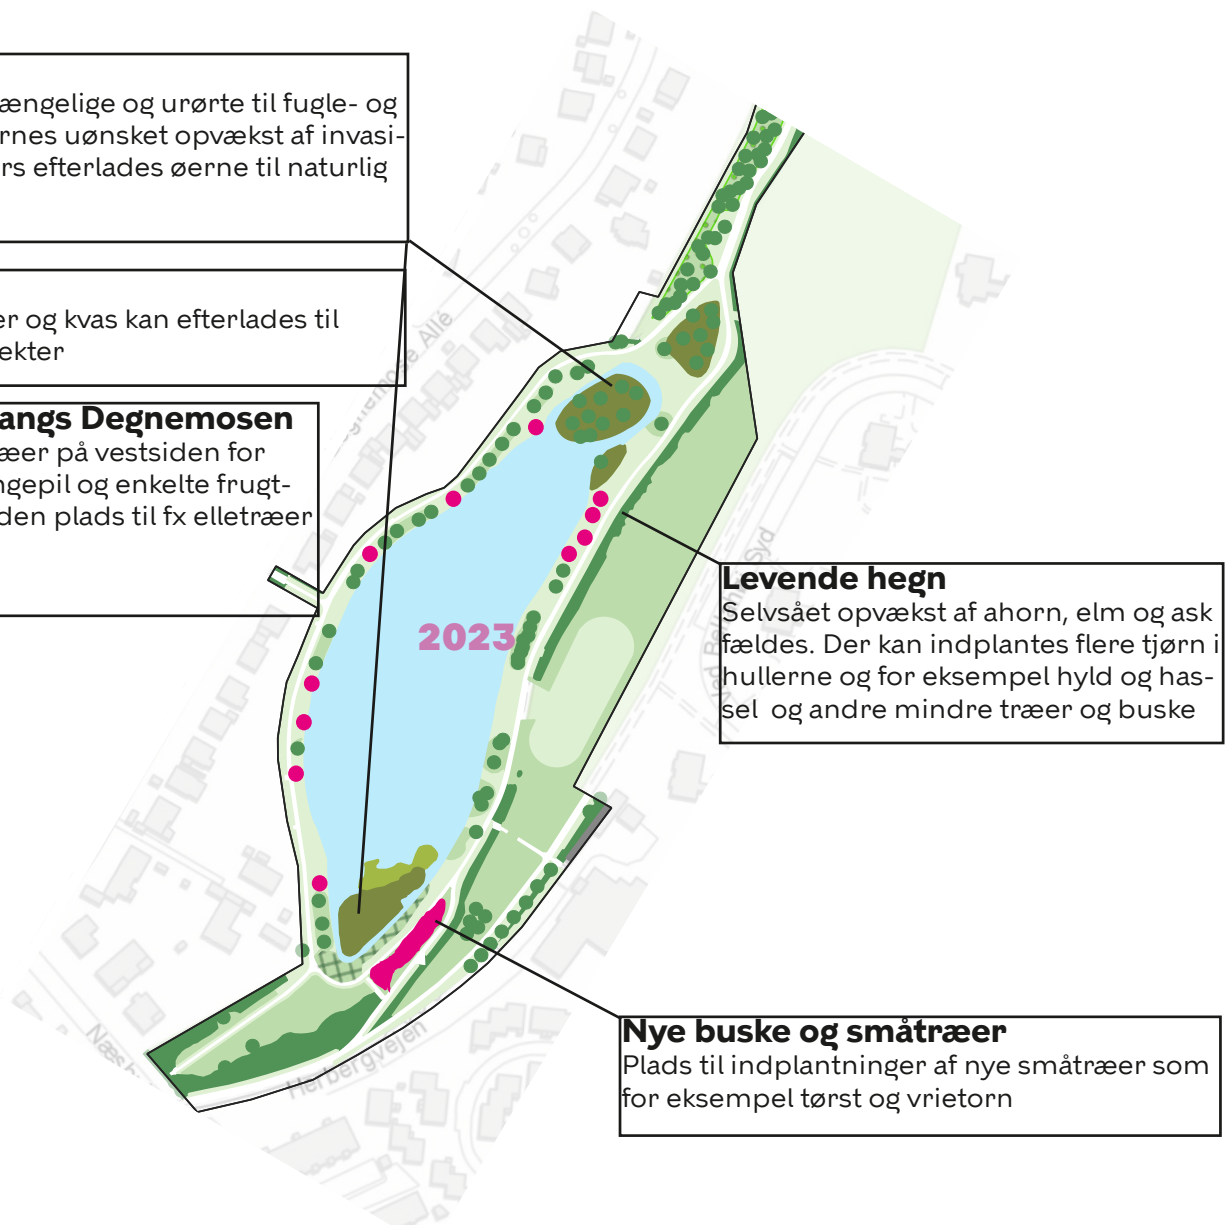 ængelige og urørte til fugle- og
rnes uønsket opvækst af invasi-
rs efterlades øerne til naturlig
er og kvas kan efterlades til
ekter
angs Degnemosen
æer på vestsiden for
ngepil og enkelte frugt-
den plads til fx elletræer
egnemose Allé
2023
Syd
Levende hegn
Selvsået opvækst af ahorn, elm og ask
fældes. Der kan indplantes flere tjørn i
hullerne og for eksempel hyld og has-
sel og andre mindre træer og buske
Nye buske og småtræer
Plads til indplantninger af nye småtræer som
for eksempel tørst og vrietorn
Herbergvejen